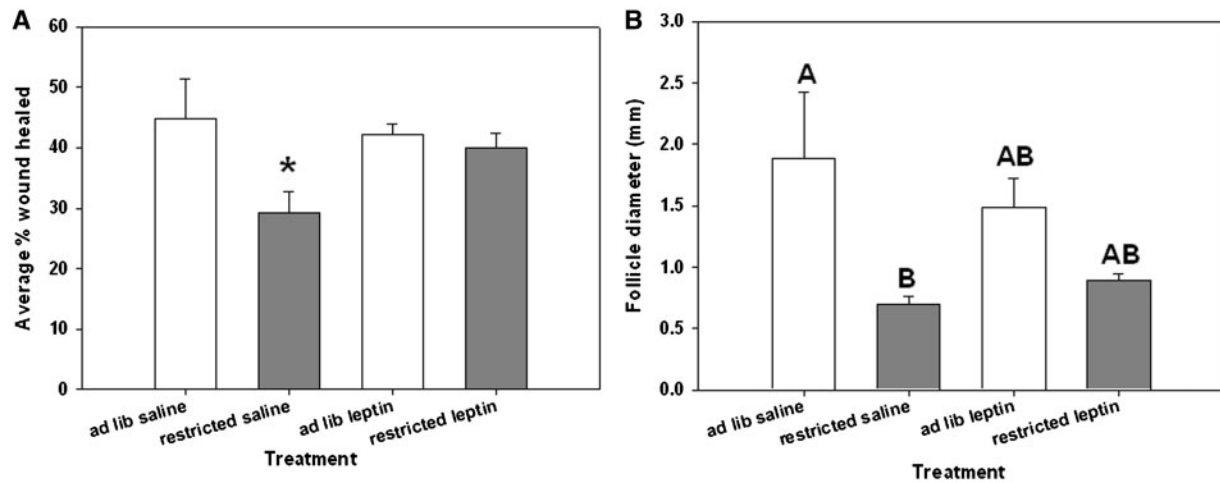 A
Average % wound healed
60
50
40
30
20
10
0
*
ad lib saline
restricted saline
ad lib leptin
restricted leptin
Treatment
B
Follicle diameter (mm)
3.0
2.5
2.0
1.5
1.0
0.5
0.0
A
B
AB
AB
ad lib saline
restricted saline
ad lib leptin
restricted leptin
Treatment